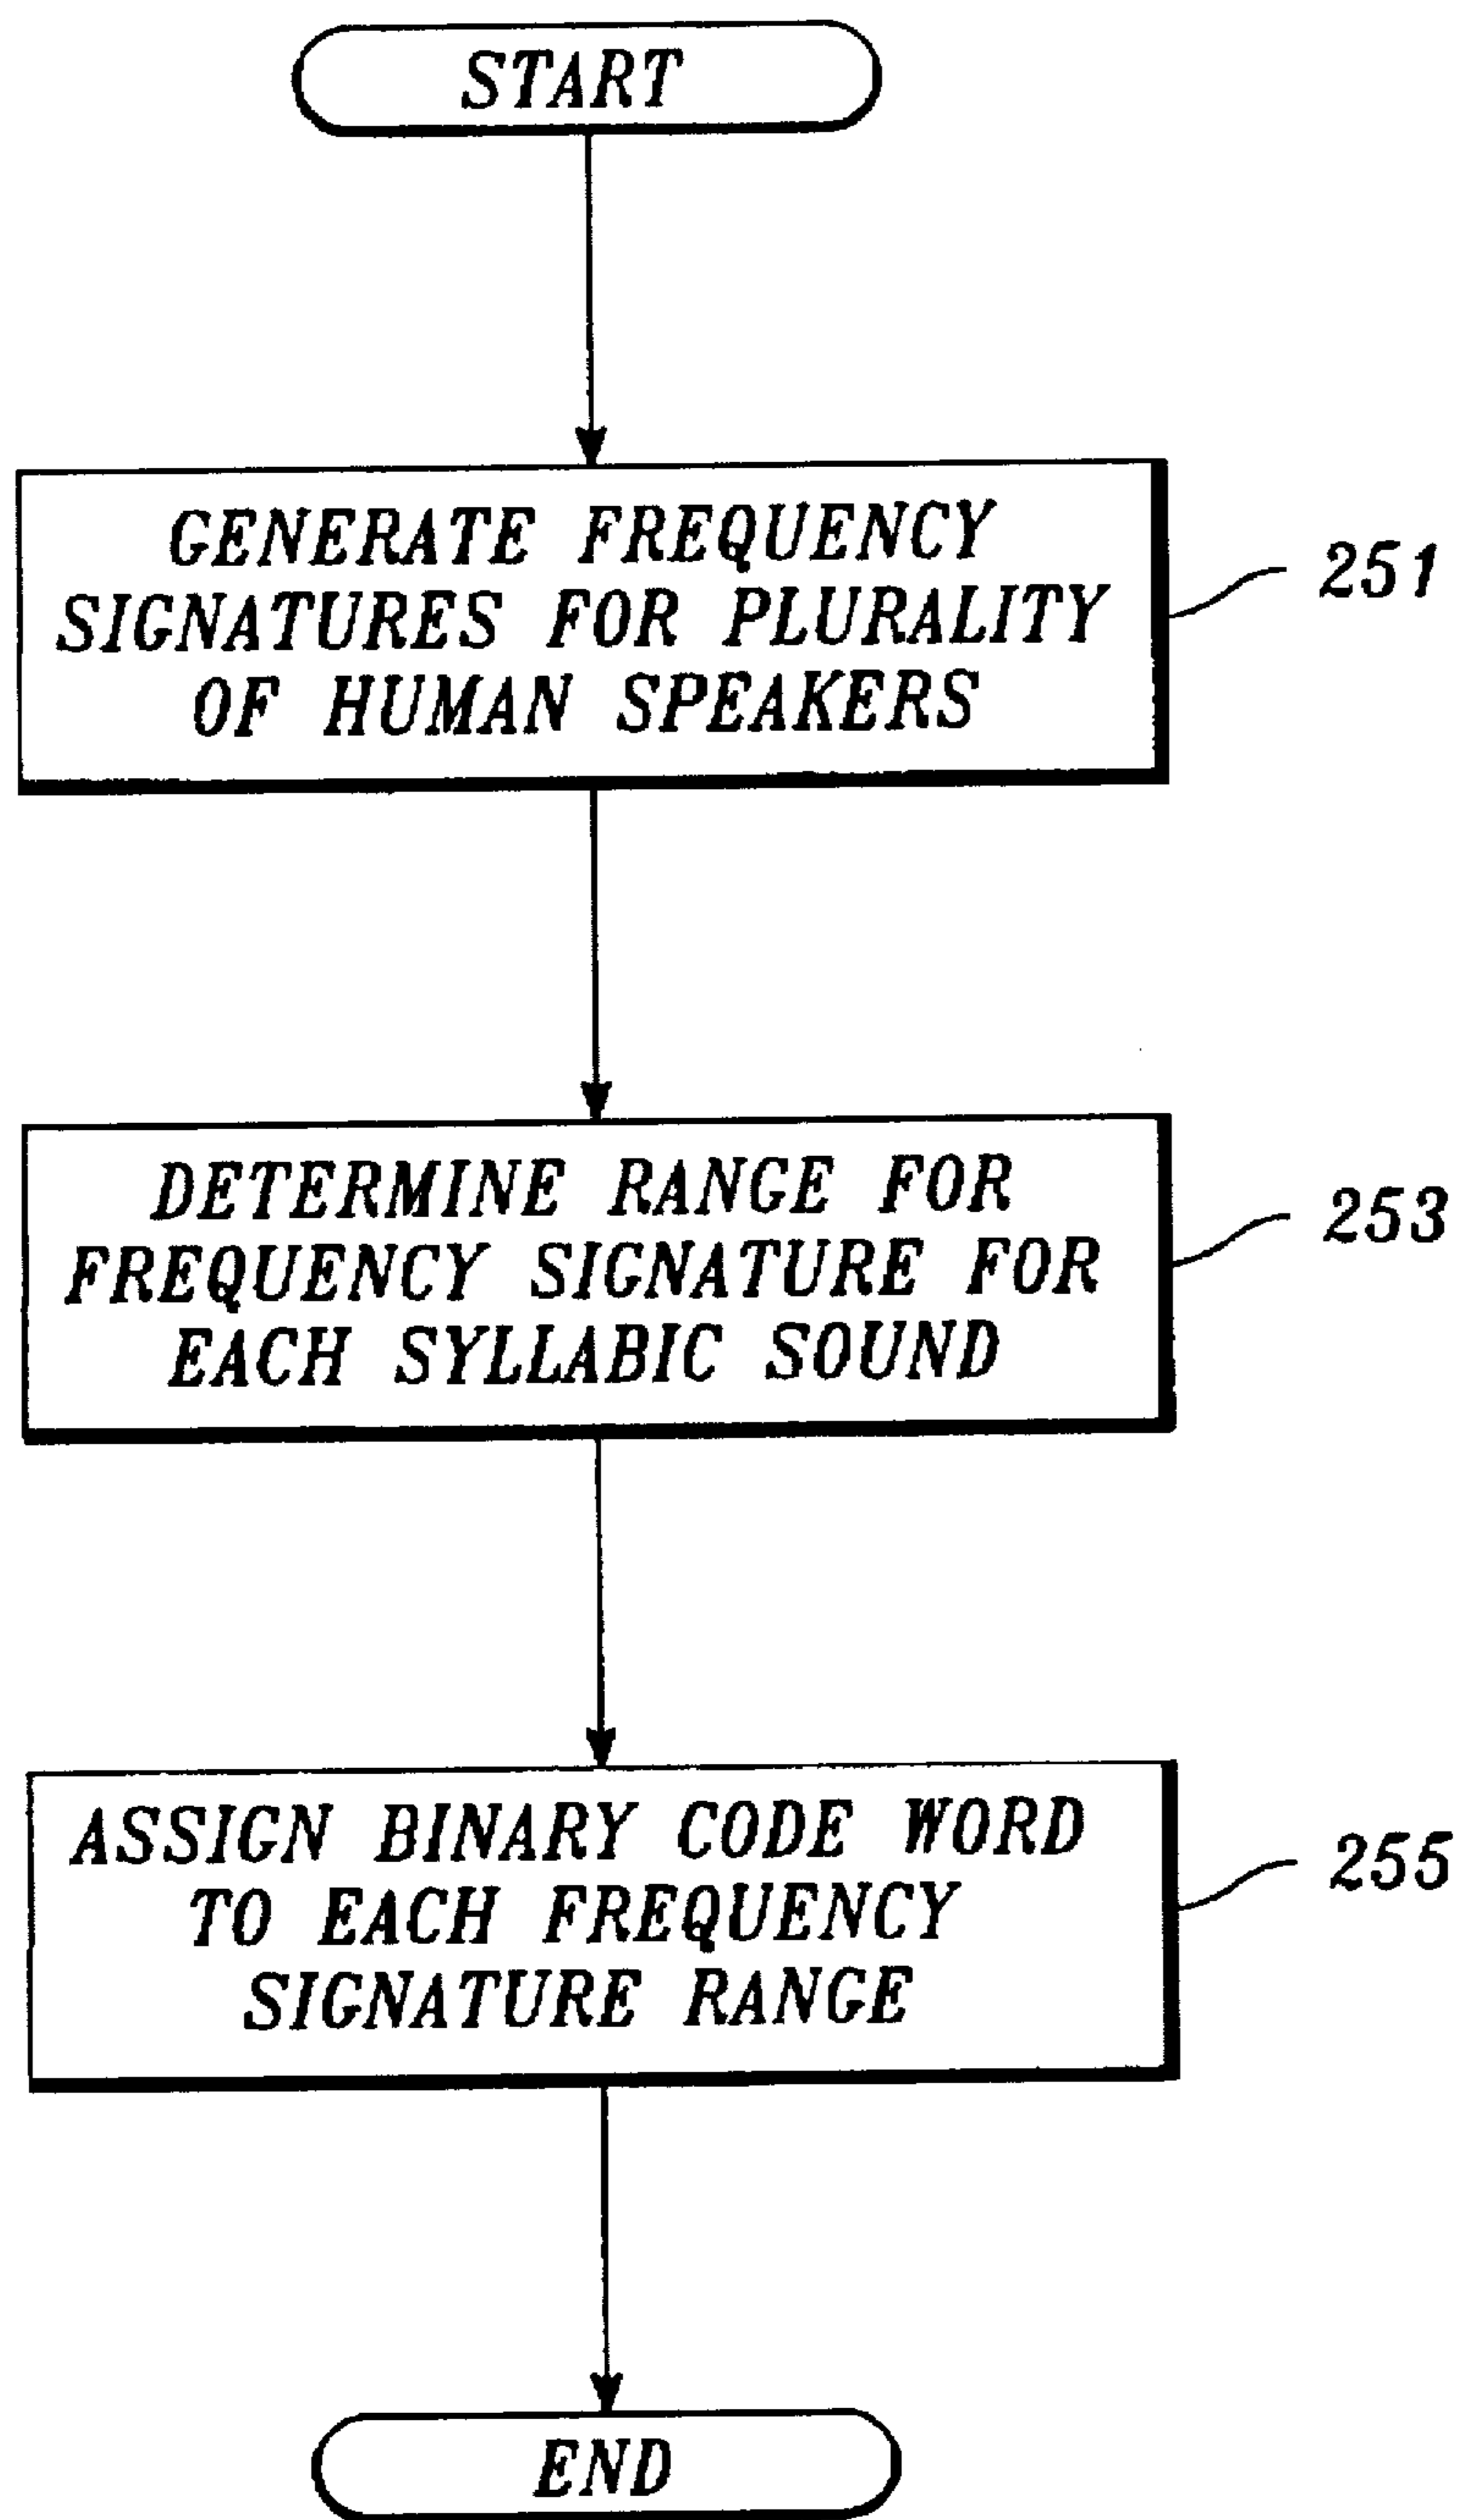 START
GENERATE FREQUENCY
SIGNATURES FOR PLURALITY
OF HUMAN SPEAKERS
251
DETERMINE RANGE FOR
FREQUENCY SIGNATURE FOR
EACH SYLLABIC SOUND
253
ASSIGN BINARY CODE WORD
TO EACH FREQUENCY
SIGNATURE RANGE
255
END